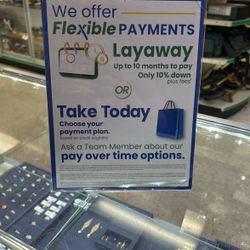 We offer
Flexible PAYMENTS
Layaway
Up to 10 months to pay
Only 10% down
plus fees
OR
Take Today
Choose your
payment plan.
Ask a Team Member about our
pay over time options.